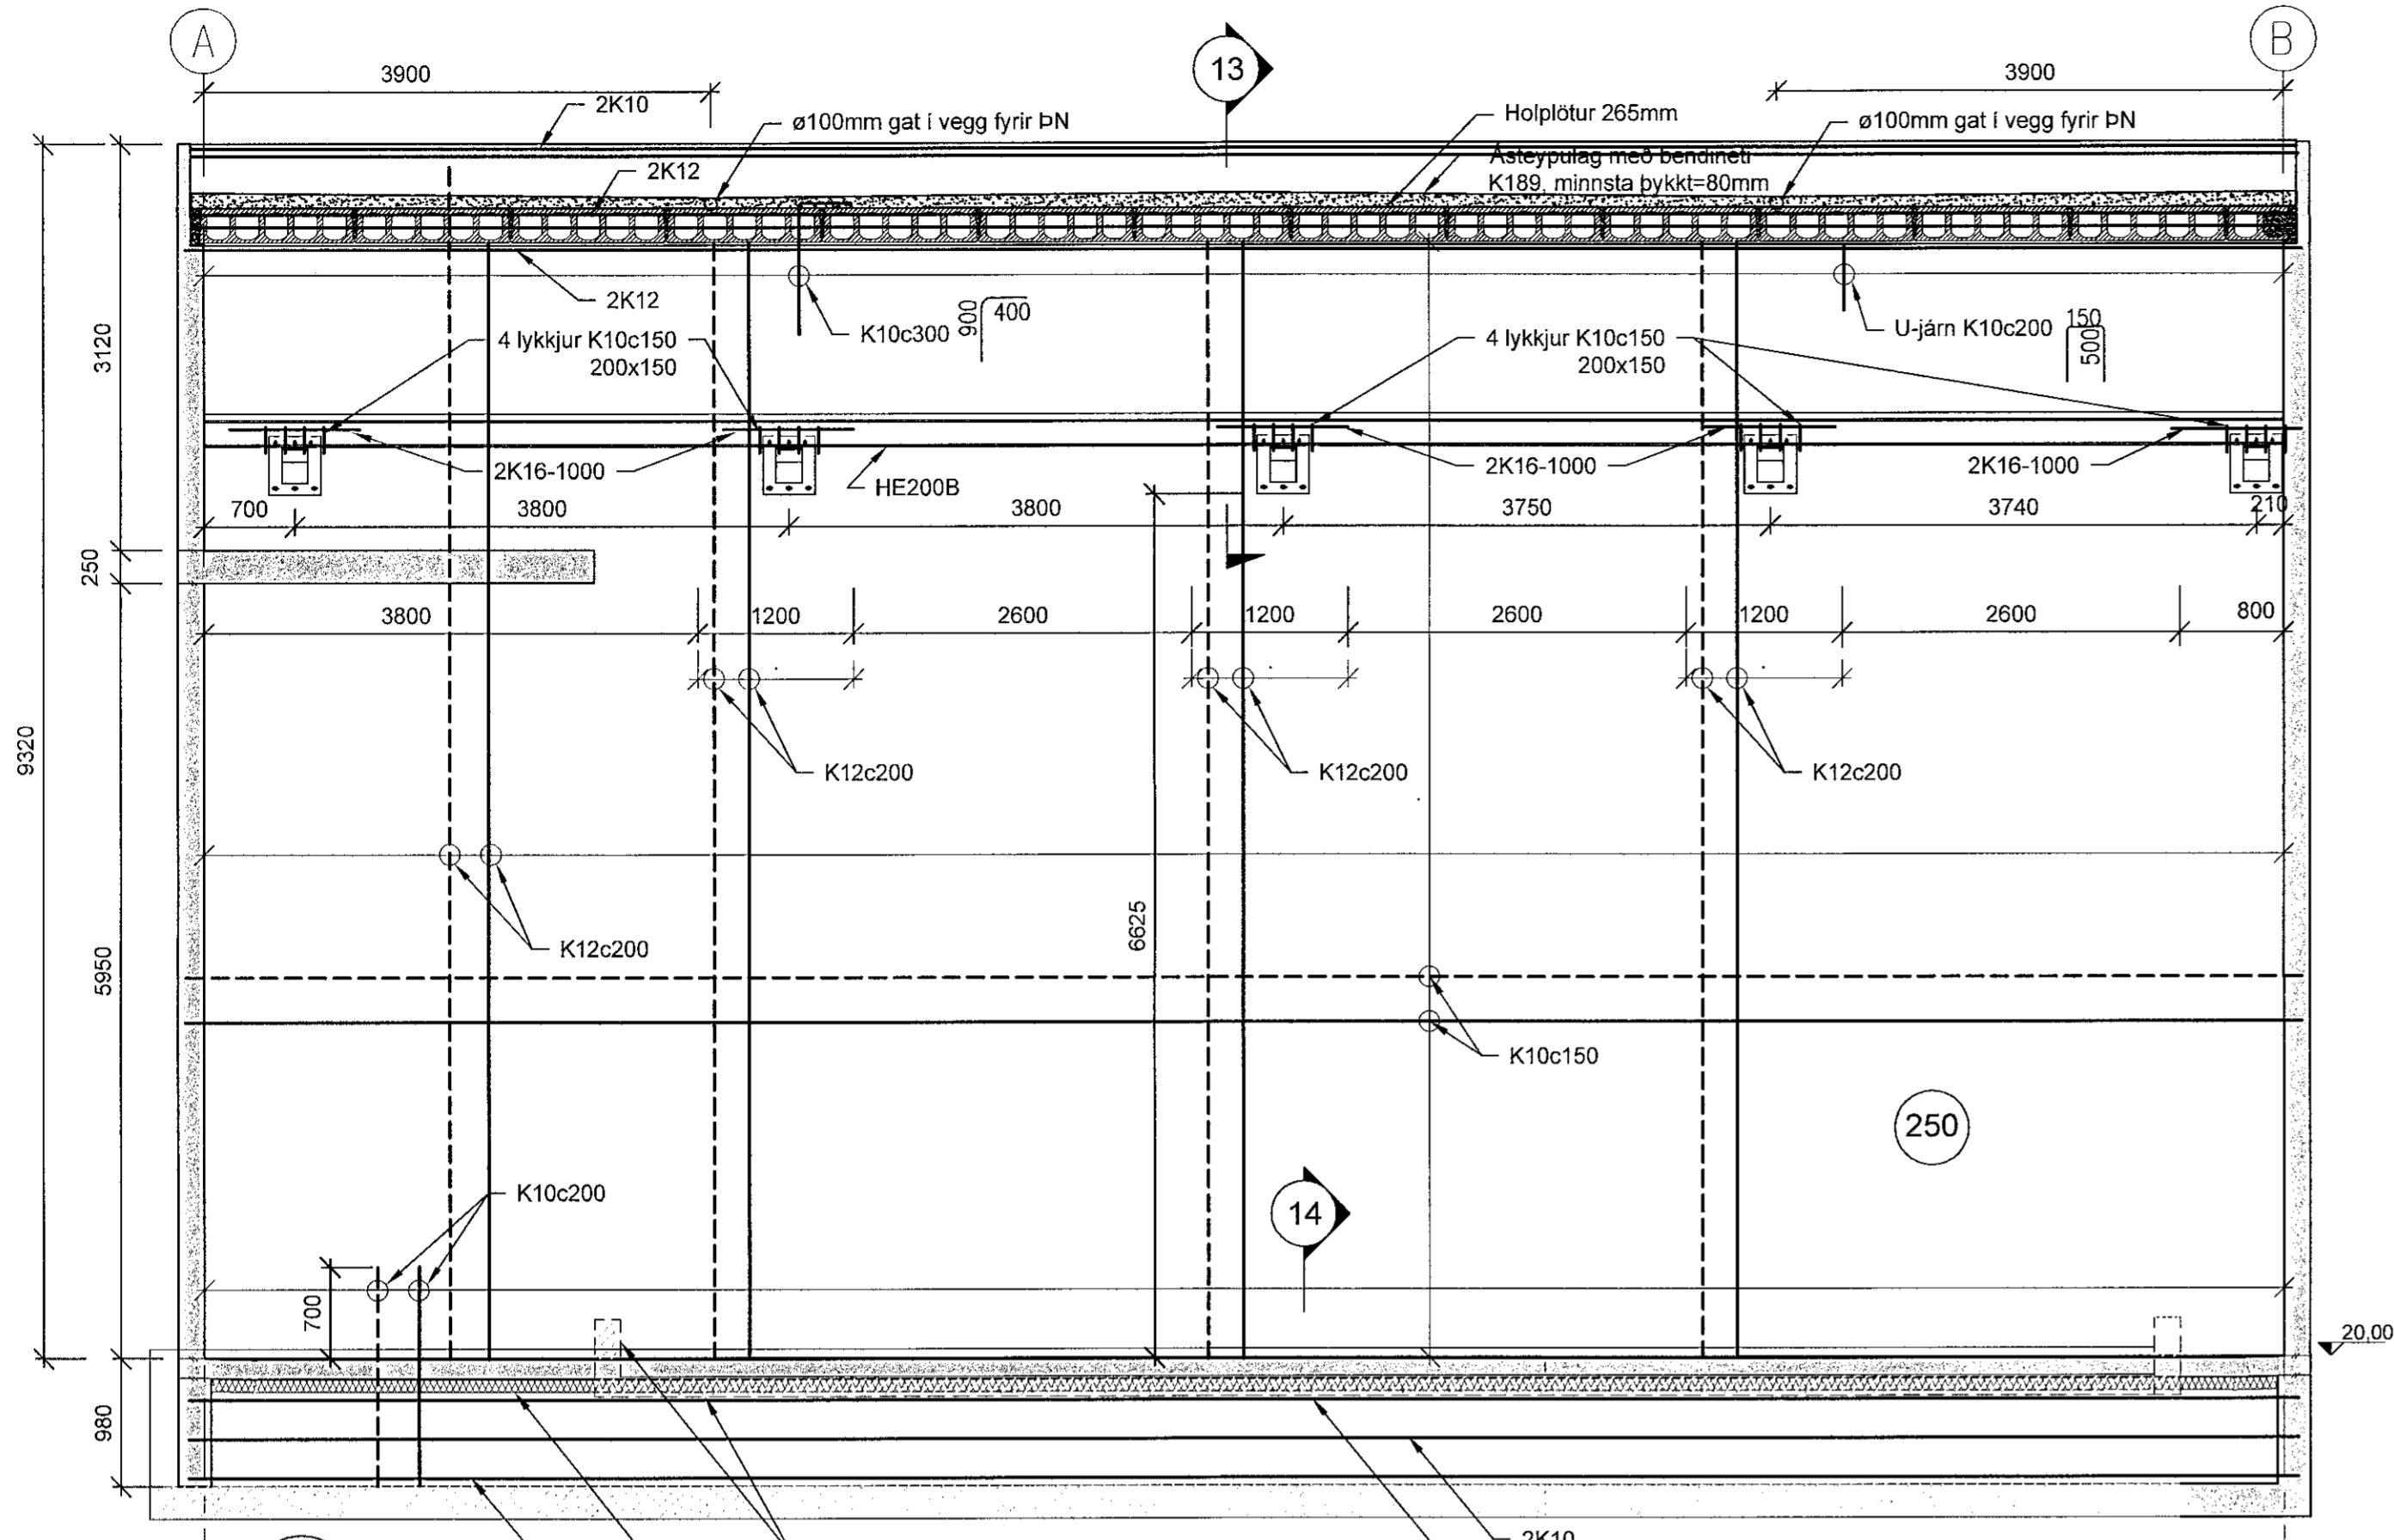 A
B
13
3900
3900
2K10
ø100mm gat í vegg fyrir ÞN
Holplötur 265mm
ø100mm gat í vegg fyrir ÞN
2K12
Ásteypulag með bendineti
K189, minnsta þykkt=80mm
2K12
K10c300
900
400
U-járn K10c200
150
500
4 lykkjur K10c150
200x150
4 lykkjur K10c150
200x150
3120
2K16-1000
HE200B
2K16-1000
2K16-1000
700
3800
3800
3750
3740
210
250
3800
1200
2600
1200
2600
1200
2600
800
9320
K12c200
K12c200
K12c200
K12c200
6625
5950
K10c150
250
K10c200
14
700
20,00
980
2K10